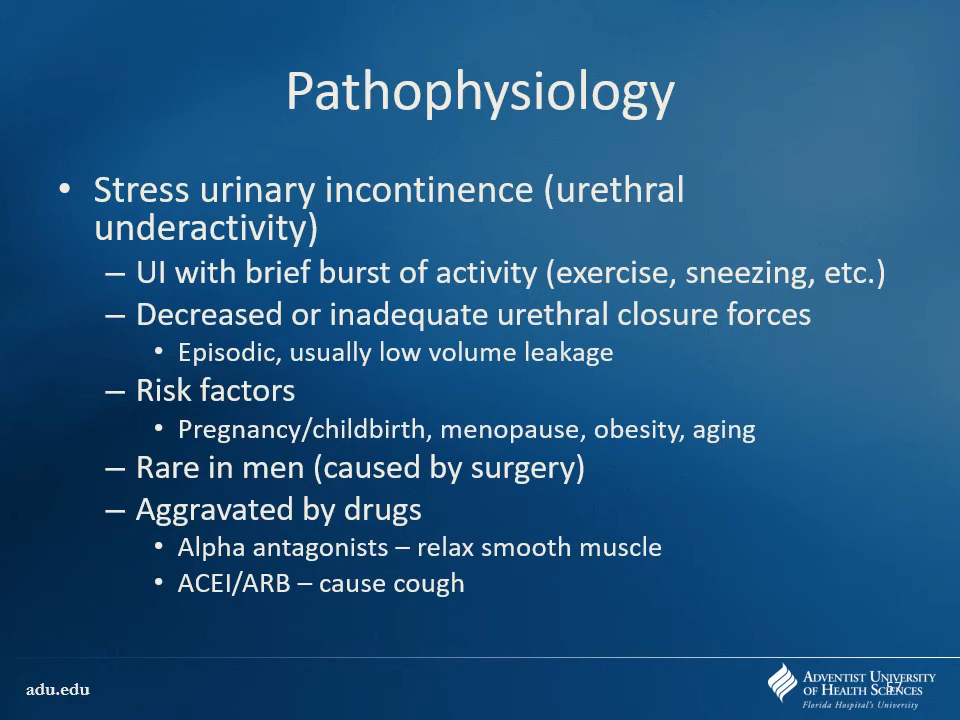 Pathophysiology
• Stress urinary incontinence (urethral
underactivity)
– UI with brief burst of activity (exercise, sneezing, etc.)
– Decreased or inadequate urethral closure forces
• Episodic, usually low volume leakage
– Risk factors
• Pregnancy/childbirth, menopause, obesity, aging
– Rare in men (caused by surgery)
– Aggravated by drugs
• Alpha antagonists – relax smooth muscle
• ACEI/ARB – cause cough
adu.edu
ADVENTIST UNIVERSITY
OF HEALTH SCIENCES
Florida Hospital's University